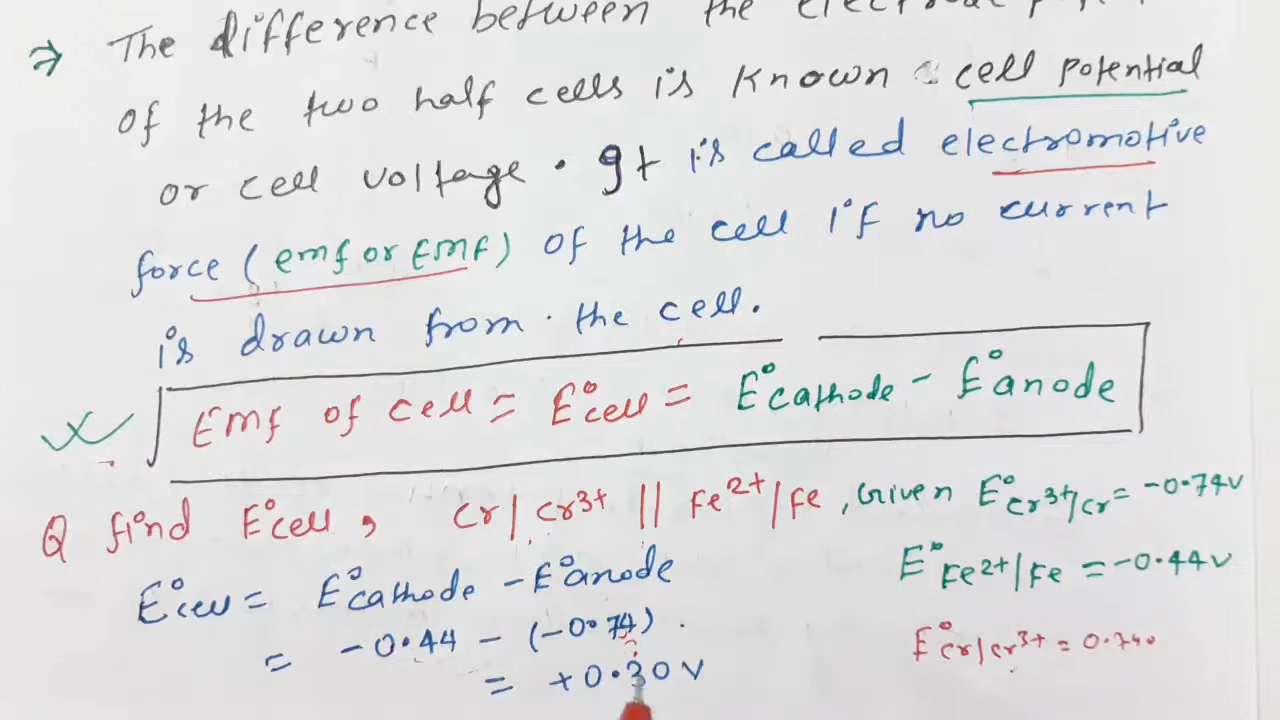 ⇒ The difference between the
of the two half cells is known cell potential
or cell voltage. It is called electromotive
force (emf or EMF) of the cell if no current
is drawn from the cell.
Emf of cell = E°cell = E°cathode - E°anode
Q find E°cell, Cr/Cr3+ || Fe2+/Fe, Given E°Cr3+/Cr = -0.74V
E°Fe2+/Fe = -0.44V
E°cell = E°cathode - E°anode
= -0.44 - (-0.74).
E°Cr/Cr3+ = 0.740
= +0.30 V